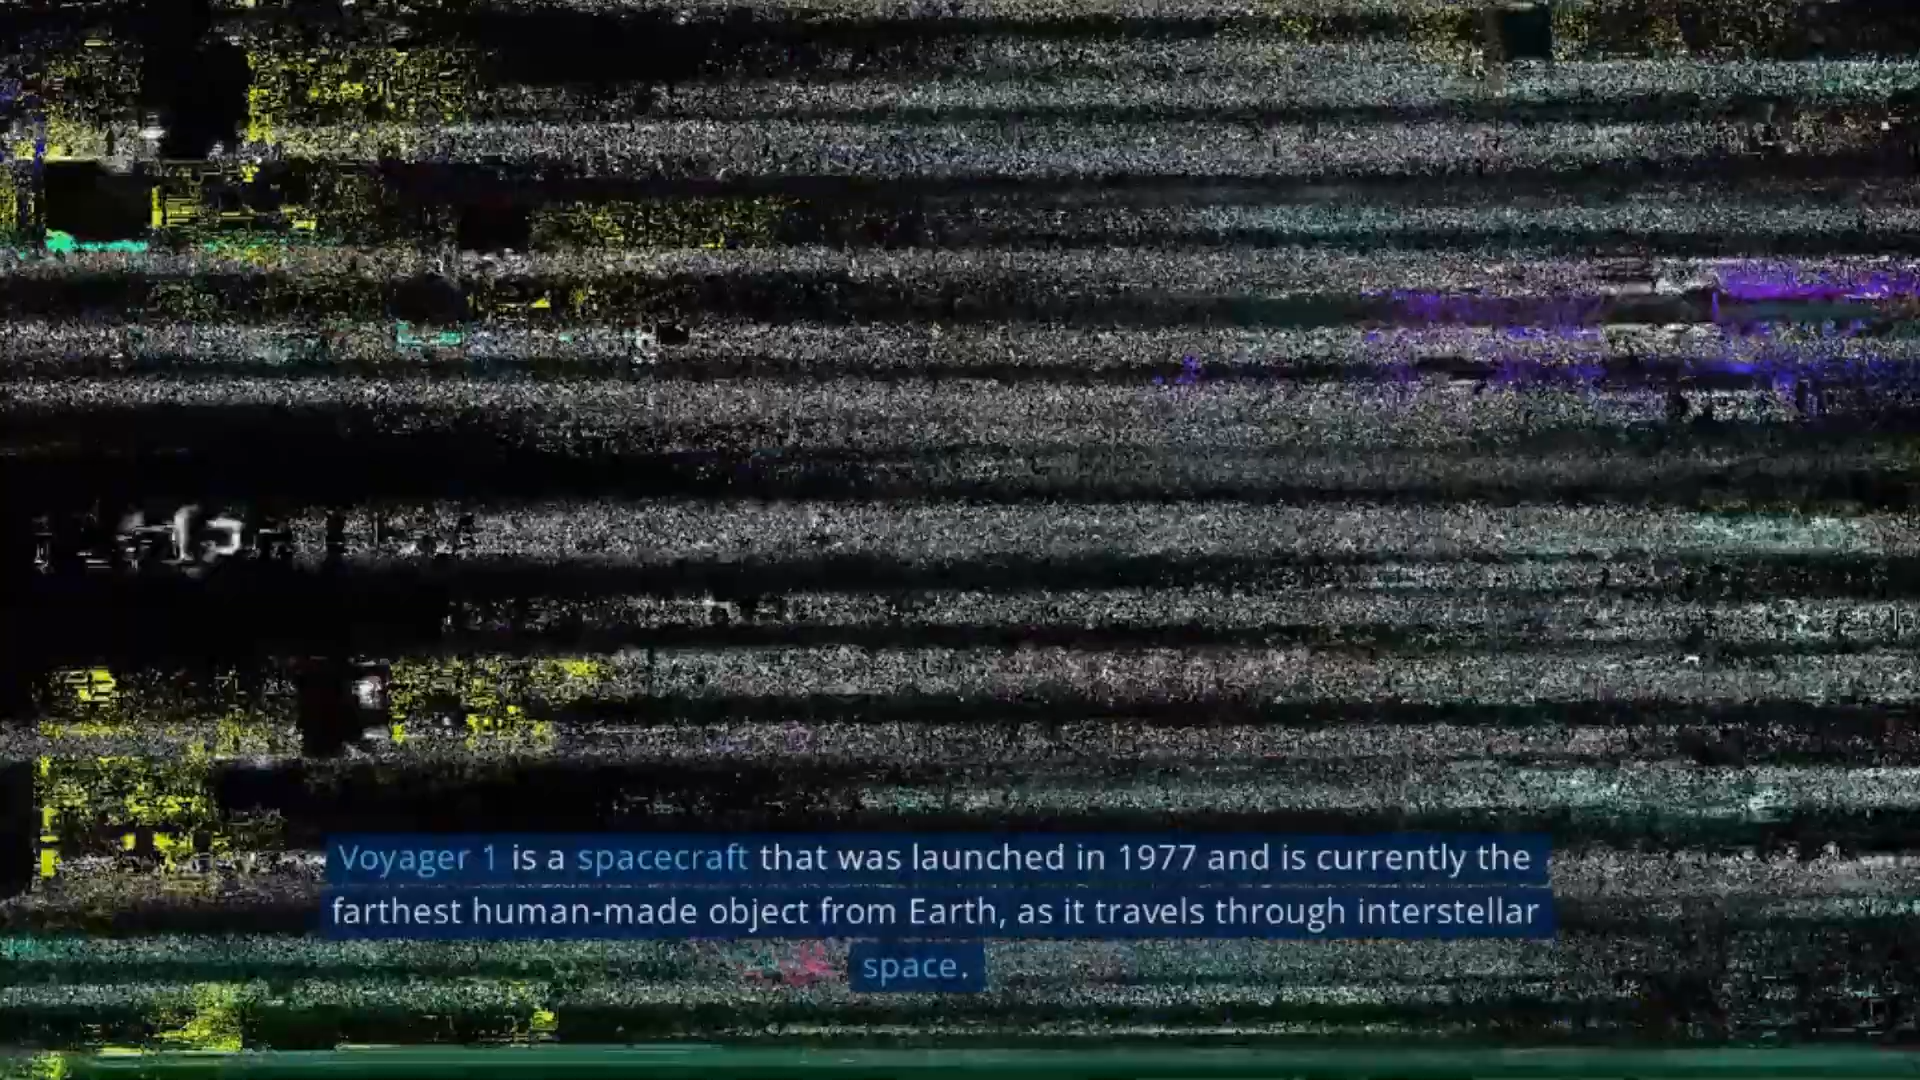 Voyager 1 is a spacecraft that was launched in 1977 and is currently the
farthest human-made object from Earth, as it travels through interstellar
space.